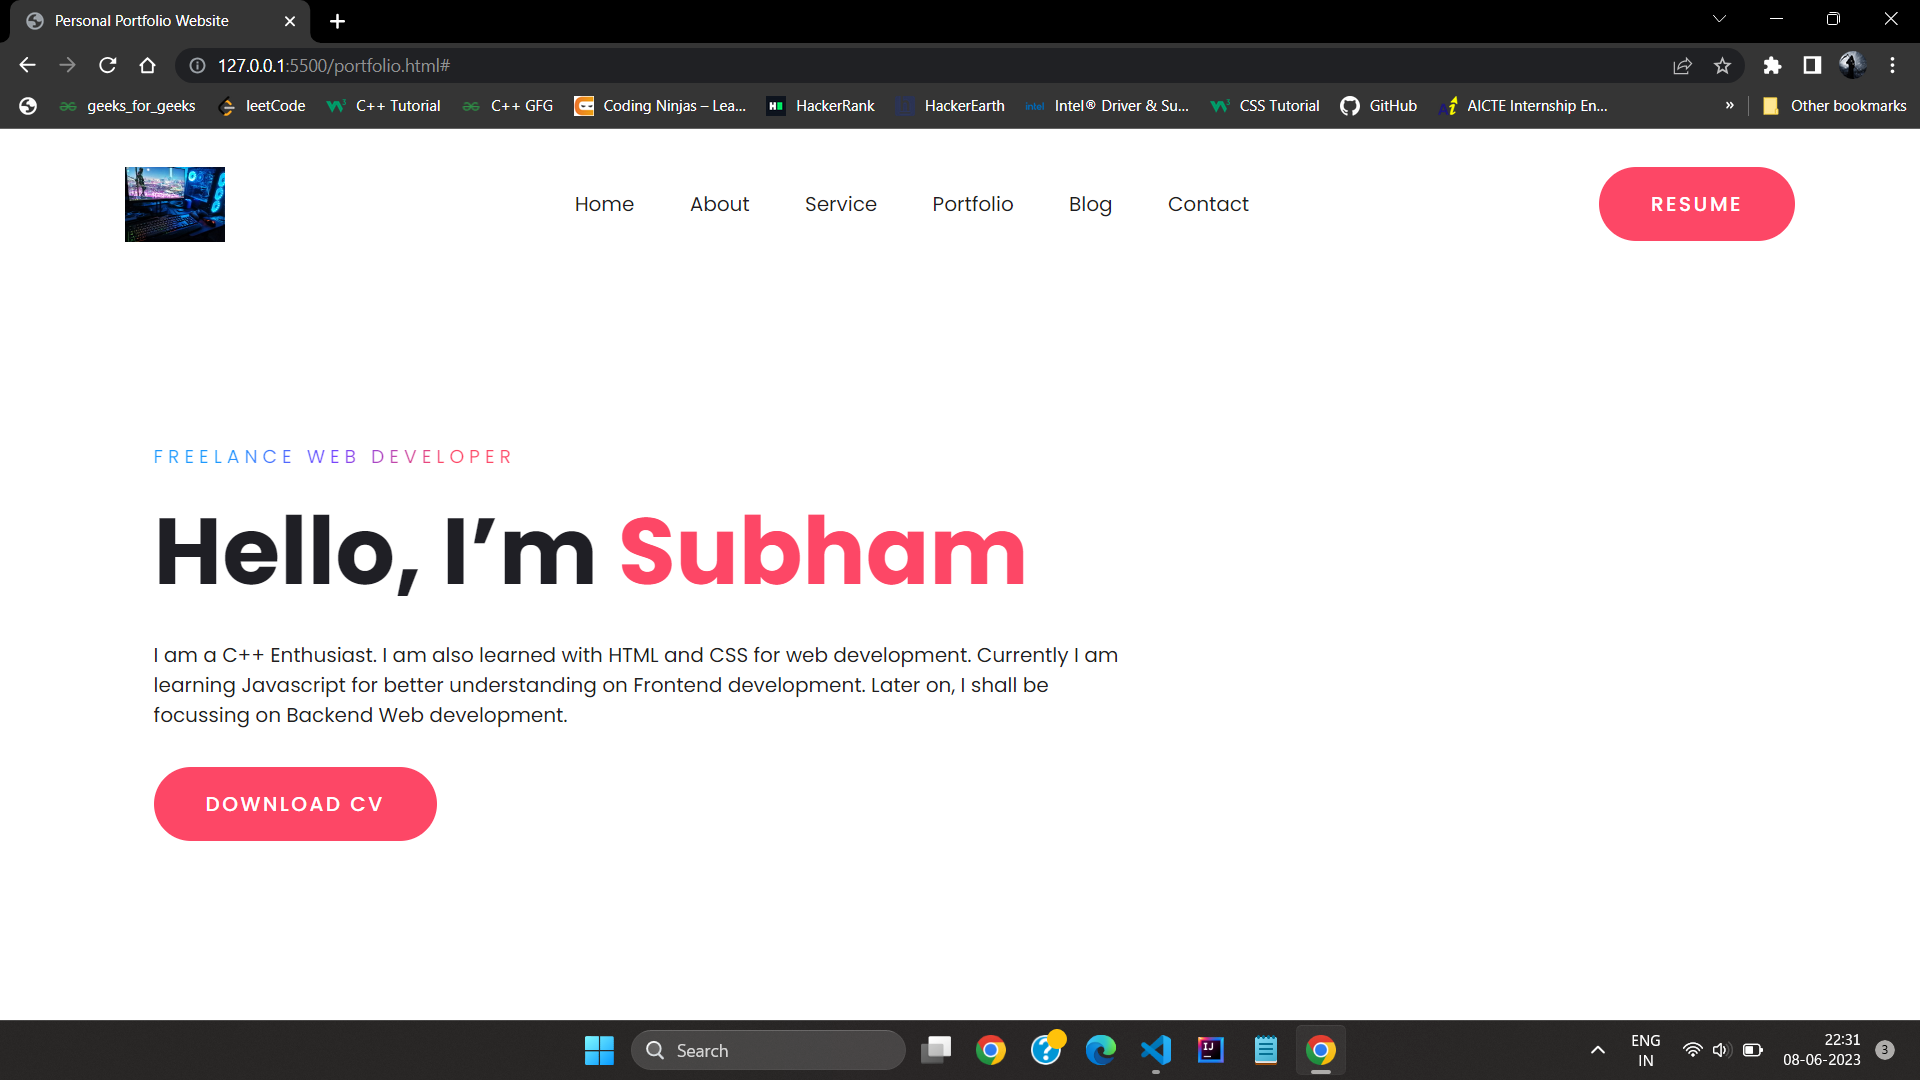 Personal Portfolio Website
127.0.0.1:5500/portfolio.html#
geeks_for_geeks leetCode C++ Tutorial C++ GFG Coding Ninjas – Lea... HackerRank HackerEarth Intel® Driver & Su... CSS Tutorial GitHub AICTE Internship En... » Other bookmarks
Home About Service Portfolio Blog Contact RESUME
FREELANCE WEB DEVELOPER
Hello, I’m Subham
I am a C++ Enthusiast. I am also learned with HTML and CSS for web development. Currently I am
learning Javascript for better understanding on Frontend development. Later on, I shall be
focussing on Backend Web development.
DOWNLOAD CV
Search
ENG
IN
22:31
08-06-2023
3